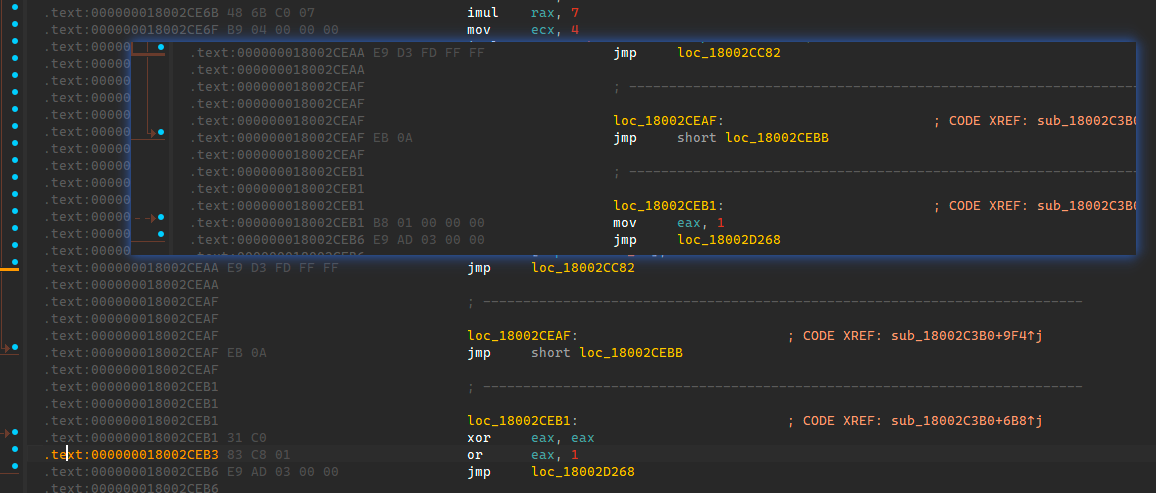 .text:000000018002CE6B 48 6B C0 07 imul rax, 7
.text:000000018002CE6F B9 04 00 00 00 mov ecx, 4
.text:00000
.text:00000
.text:00000
.text:00000
.text:00000
.text:00000
.text:00000
.text:00000
.text:00000
.text:00000
.text:00000
.text:00000
.text:00000
.text:000000018002CEAA E9 D3 FD FF FF jmp loc_18002CC82
.text:000000018002CEAA
.text:000000018002CEAF ; ----------------------------------------------------------------
.text:000000018002CEAF
.text:000000018002CEAF loc_18002CEAF: ; CODE XREF: sub_18002C3B0
.text:000000018002CEAF EB 0A jmp short loc_18002CEBB
.text:000000018002CEAF
.text:000000018002CEB1 ; ----------------------------------------------------------------
.text:000000018002CEB1
.text:000000018002CEB1 loc_18002CEB1: ; CODE XREF: sub_18002C3B0
.text:000000018002CEB1 B8 01 00 00 00 mov eax, 1
.text:000000018002CEB6 E9 AD 03 00 00 jmp loc_18002D268
.text:000000018002CEAA E9 D3 FD FF FF jmp loc_18002CC82
.text:000000018002CEAA
.text:000000018002CEAF ; ---------------------------------------------------------------------------
.text:000000018002CEAF
.text:000000018002CEAF loc_18002CEAF: ; CODE XREF: sub_18002C3B0+9F4↑j
.text:000000018002CEAF EB 0A jmp short loc_18002CEBB
.text:000000018002CEAF
.text:000000018002CEB1 ; ---------------------------------------------------------------------------
.text:000000018002CEB1
.text:000000018002CEB1 loc_18002CEB1: ; CODE XREF: sub_18002C3B0+6B8↑j
.text:000000018002CEB1 31 C0 xor eax, eax
.text:000000018002CEB3 83 C8 01 or eax, 1
.text:000000018002CEB6 E9 AD 03 00 00 jmp loc_18002D268
.text:000000018002CEB6